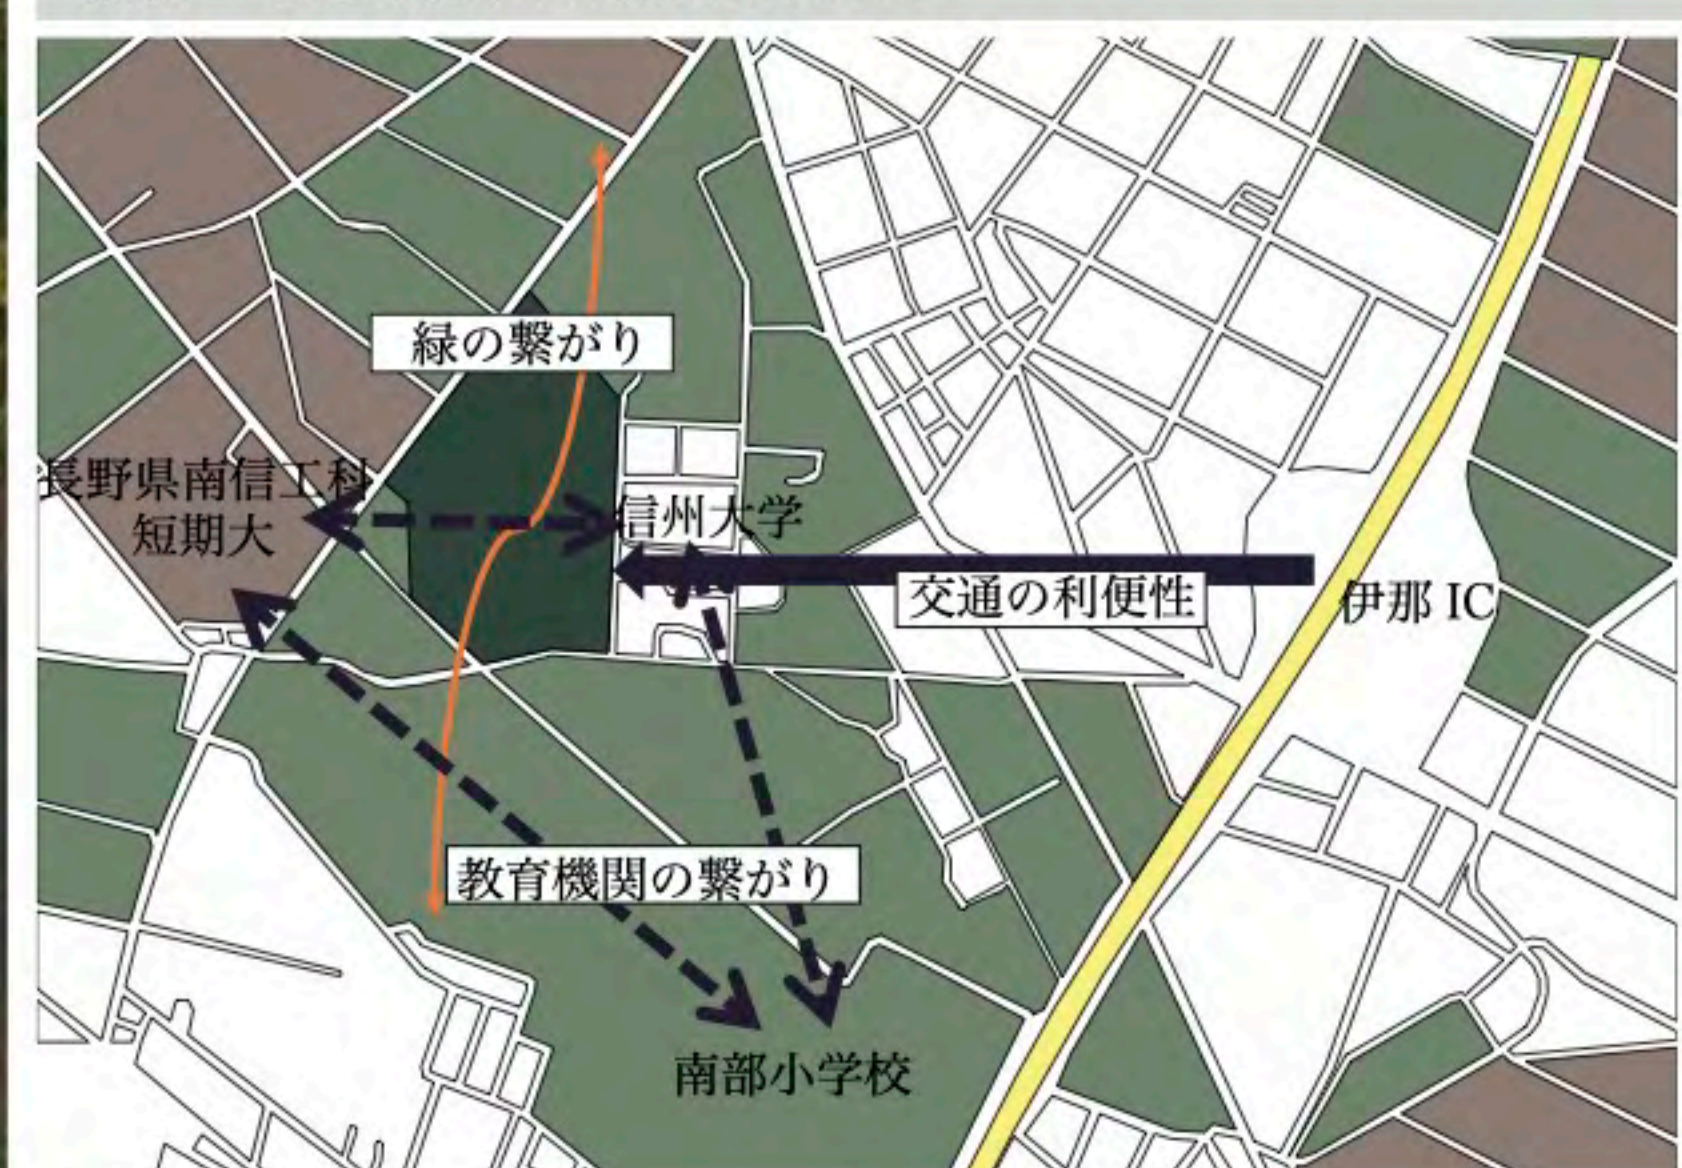 緑の繋がり
長野県南信工科
短期大
信州大学
交通の利便性
伊那 IC
教育機関の繋がり
南部小学校